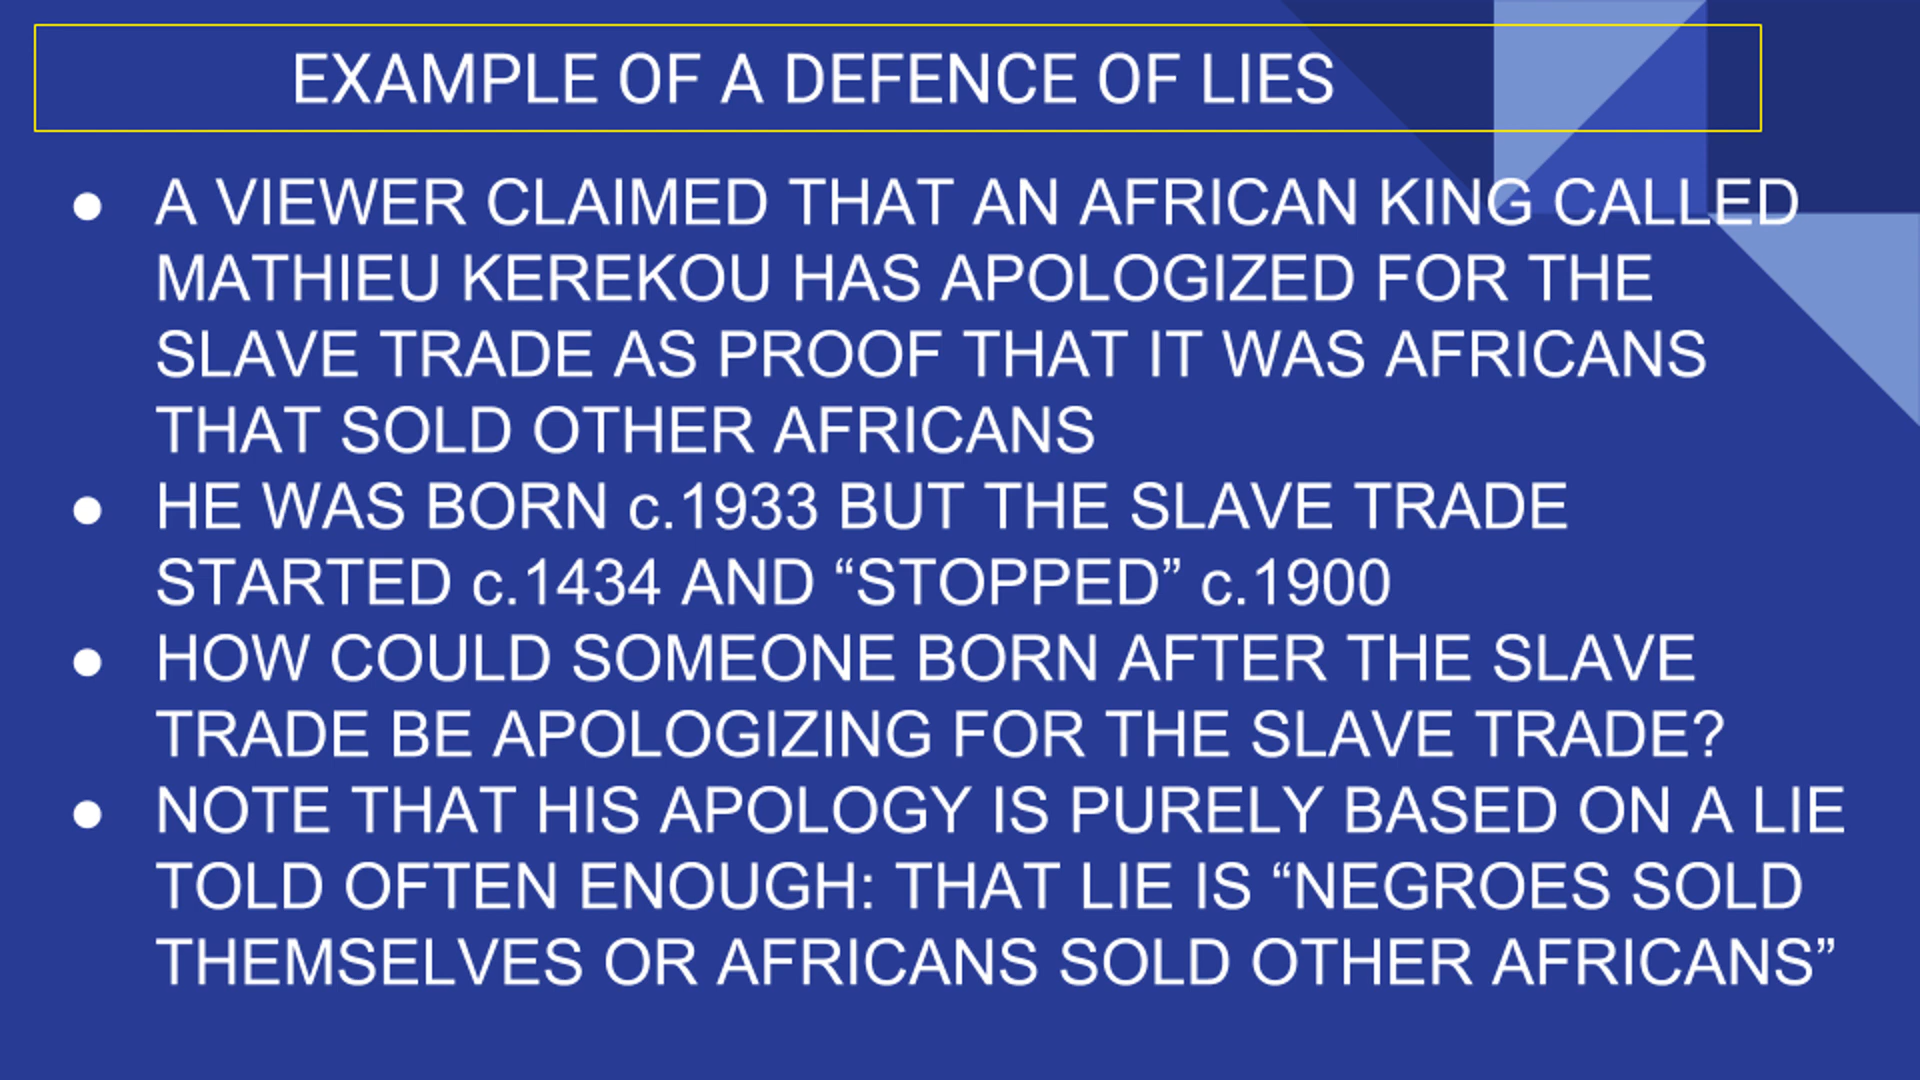 EXAMPLE OF A DEFENCE OF LIES
● A VIEWER CLAIMED THAT AN AFRICAN KING CALLED
MATHIEU KEREKOU HAS APOLOGIZED FOR THE
SLAVE TRADE AS PROOF THAT IT WAS AFRICANS
THAT SOLD OTHER AFRICANS
● HE WAS BORN c.1933 BUT THE SLAVE TRADE
STARTED c.1434 AND “STOPPED” c.1900
● HOW COULD SOMEONE BORN AFTER THE SLAVE
TRADE BE APOLOGIZING FOR THE SLAVE TRADE?
● NOTE THAT HIS APOLOGY IS PURELY BASED ON A LIE
TOLD OFTEN ENOUGH: THAT LIE IS “NEGROES SOLD
THEMSELVES OR AFRICANS SOLD OTHER AFRICANS”